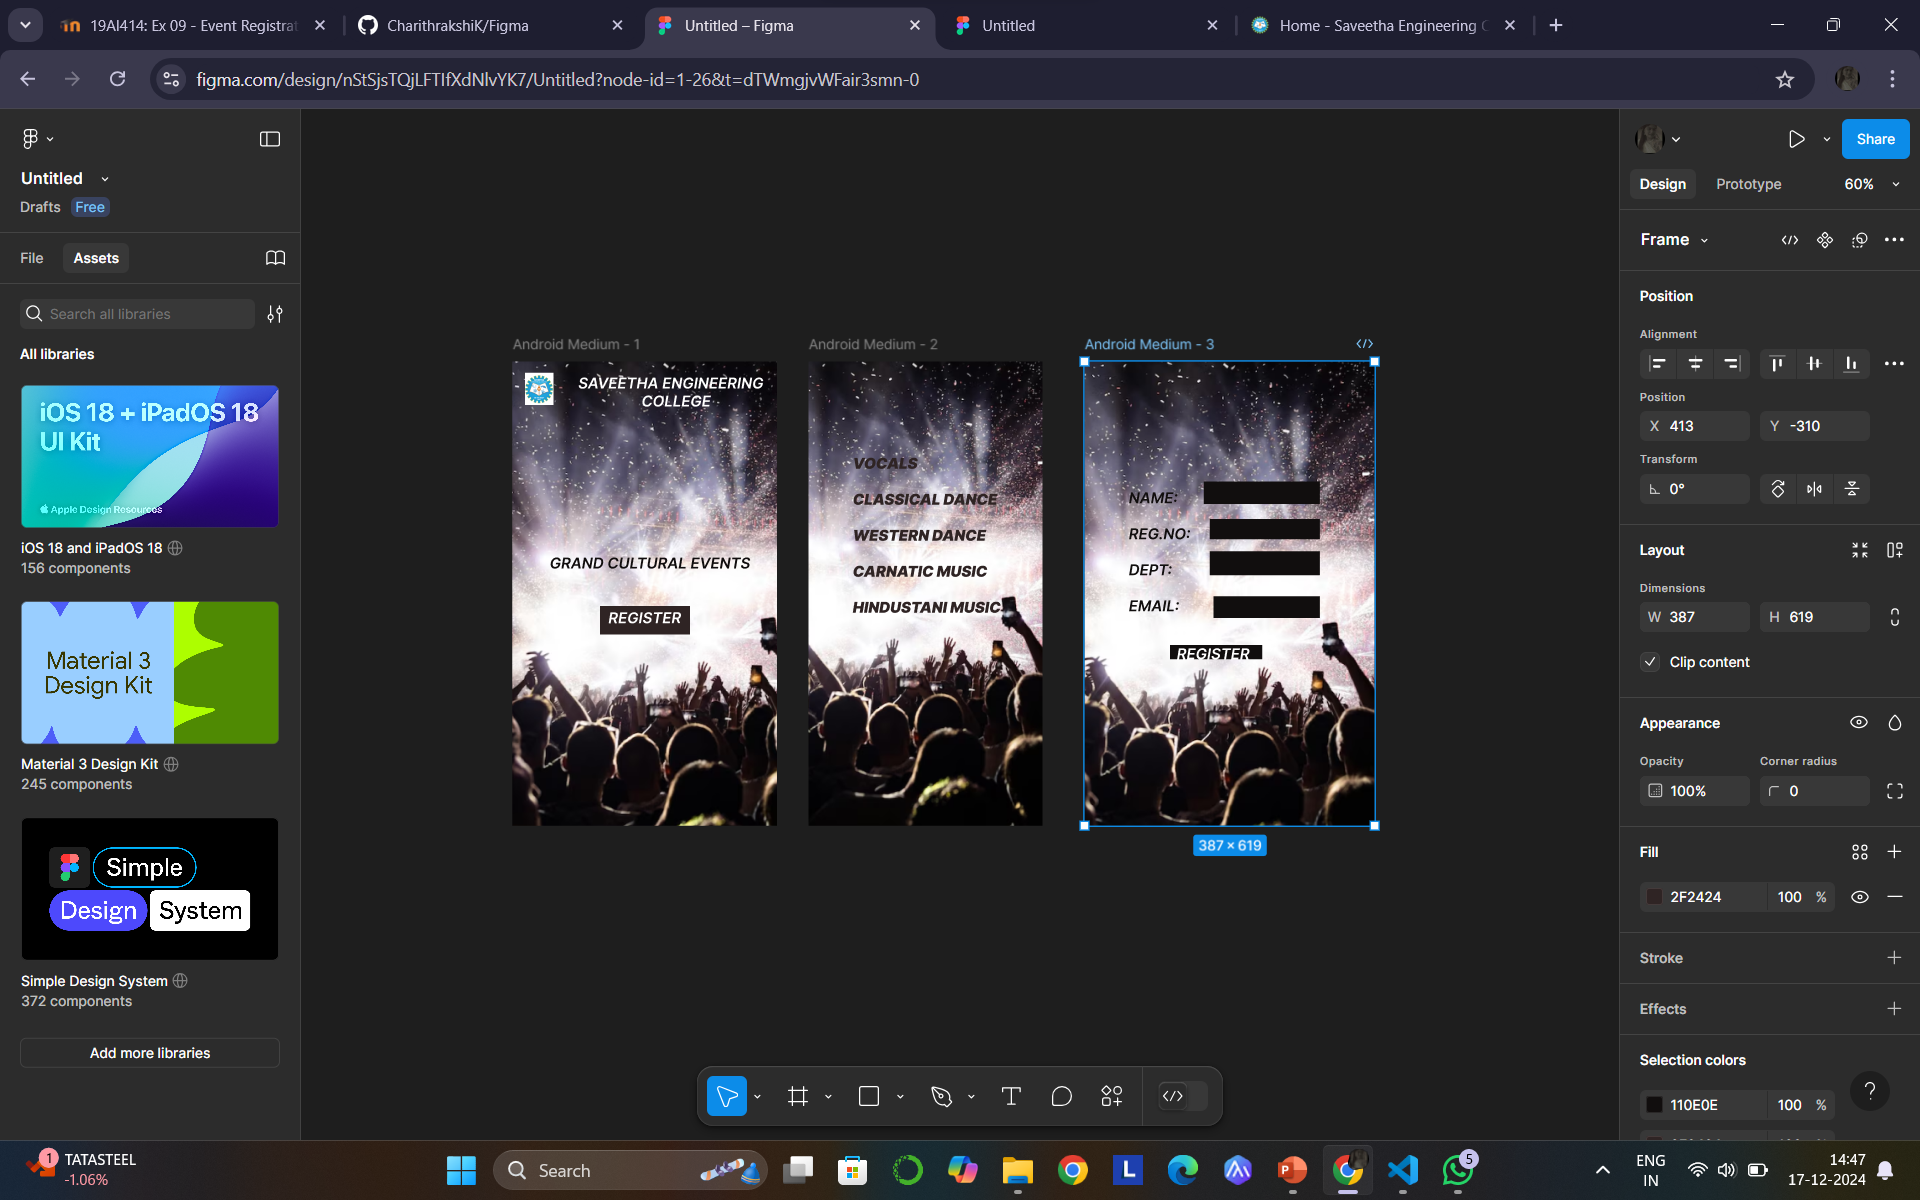 19AI414: Ex 09 - Event Registrat
CharithrakshiK/Figma
Untitled – Figma
Untitled
Home - Saveetha Engineering C
figma.com/design/nStSjsTQjLFTIfXdNlvYK7/Untitled?node-id=1-26&t=dTWmgjvWFair3smn-0
Untitled
Drafts Free
File Assets
Search all libraries
All libraries
iOS 18 + iPadOS 18
UI Kit
Apple Design Resources
iOS 18 and iPadOS 18
156 components
Material 3
Design Kit
Material 3 Design Kit
245 components
Simple
Design System
Simple Design System
372 components
Add more libraries
Android Medium - 1
SAVEETHA ENGINEERING
COLLEGE
GRAND CULTURAL EVENTS
REGISTER
Android Medium - 2
VOCALS
CLASSICAL DANCE
WESTERN DANCE
CARNATIC MUSIC
HINDUSTANI MUSIC
Android Medium - 3
NAME:
REG.NO:
DEPT:
EMAIL:
REGISTER
387 × 619
Share
Design Prototype 60%
Frame
Position
Alignment
Position
X 413 Y -310
Transform
0°
Layout
Dimensions
W 387 H 619
Clip content
Appearance
Opacity Corner radius
100% 0
Fill
2F2424 100 %
Stroke
Effects
Selection colors
110E0E 100 %
?
1
TATASTEEL
-1.06%
Search
L
5
ENG
IN
14:47
17-12-2024